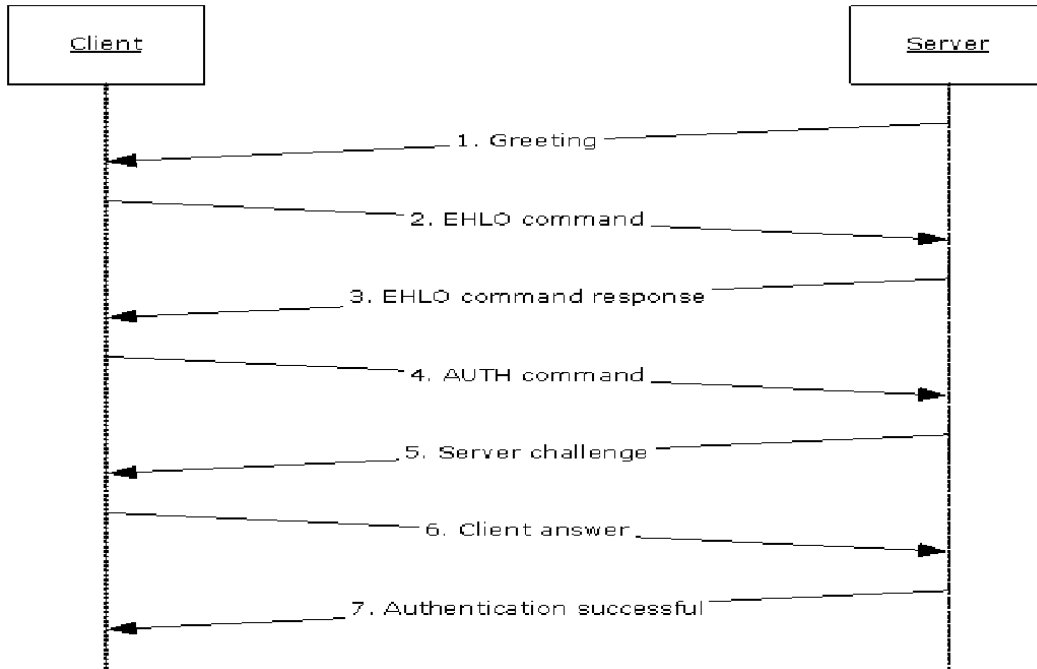 Client
Server
1. Greeting
2. EHLO command
3. EHLO command response
4. AUTH command
5. Server challenge
6. Client answer
7. Authentication successful